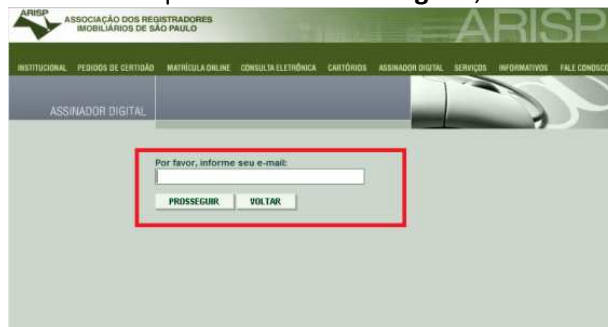 ARISP
ASSOCIAÇÃO DOS REGISTRADORES
IMOBILIÁRIOS DE SÃO PAULO
ARISP
INSTITUCIONAL PEDIDOS DE CERTIDÃO MATRÍCULA ONLINE CONSULTA ELETRÔNICA CARTÓRIOS ASSINADOR DIGITAL SERVIÇOS INFORMATIVOS FALE CONOSCO
ASSINADOR DIGITAL
Por favor, informe seu e-mail:
PROSSEGUIR VOLTAR